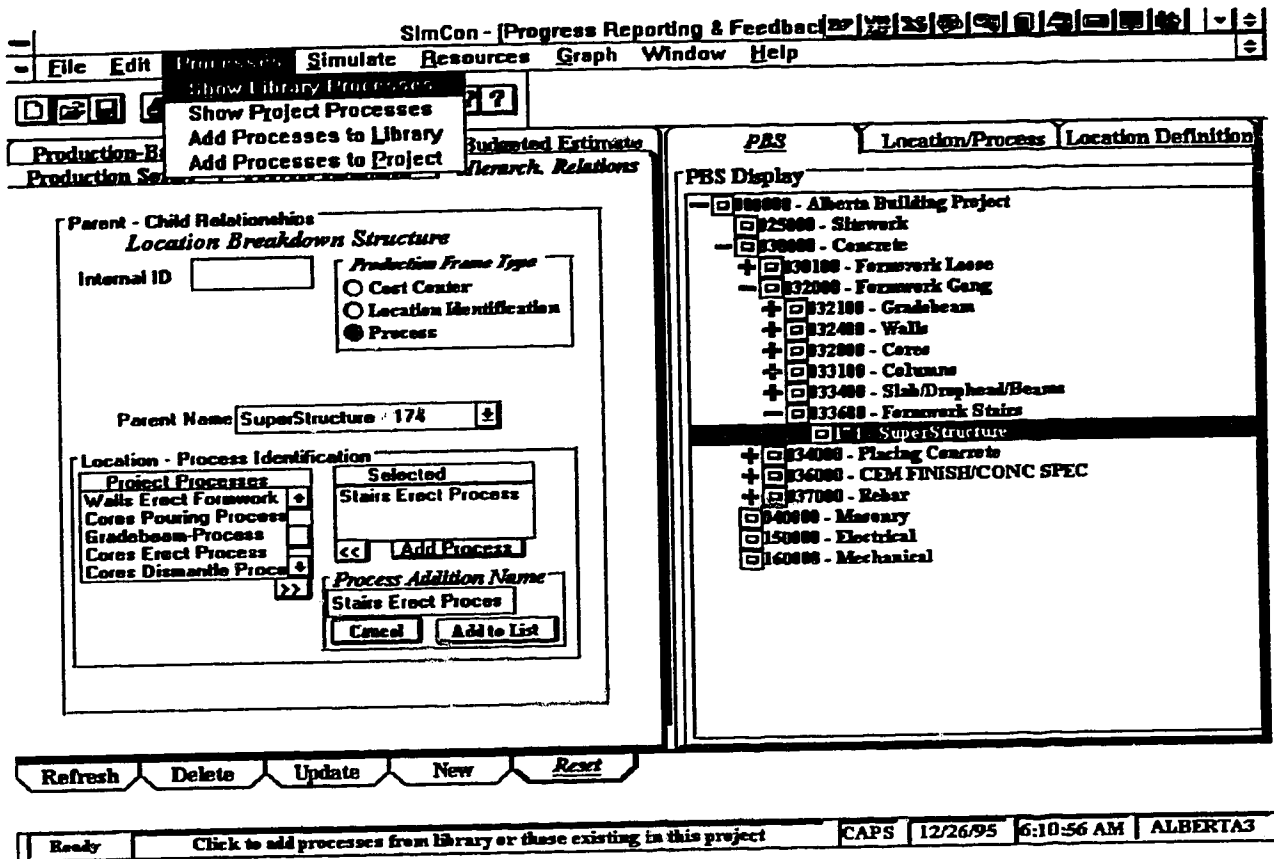 SimCon - [Progress Reporting & Feedbac
File Edit Processes Simulate Resources Graph Window Help
Show Library Processes
Show Project Processes
Add Processes to Library
Add Processes to Project
Production-B
Budgeted Estimate
Production Se
Hierarch. Relations
Parent - Child Relationships
Location Breakdown Structure
Internal ID
Production Frame Type
Cost Center
Location Identification
Process
Parent Name SuperStructure 174
Location - Process Identification
Project Processes
Walls Erect Formwork
Cores Pouring Process
Gradebeam-Process
Cores Erect Process
Cores Dismantle Proce
>>
Selected
Stairs Erect Process
<< Add Process
Process Addition Name
Stairs Erect Proces
Cancel Add to List
PBS Location/Process Location Definition
PBS Display
000000 - Alberta Building Project
025000 - Sitework
030000 - Concrete
030100 - Formwork Loose
032000 - Formwork Gang
032100 - Gradebeam
032400 - Walls
032800 - Cores
033100 - Columns
033400 - Slab/Drophead/Beams
033600 - Formwork Stairs
174 - SuperStructure
034000 - Placing Concrete
036000 - CEM FINISH/CONC SPEC
037000 - Rebar
040000 - Masonry
150000 - Electrical
160000 - Mechanical
Refresh Delete Update New Reset
Ready Click to add processes from library or those existing in this project CAPS 12/26/95 6:10:56 AM ALBERTA3